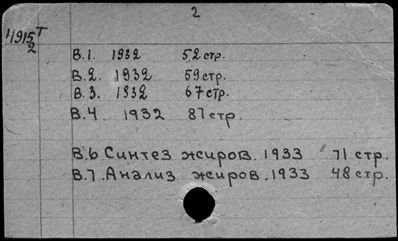 2
4915T
2
В.1. 1932 52 стр.
В.2. 1932 59 стр.
В.3. 1932 67 стр.
В.4. 1932 87 стр.
В.6 Синтез жиров. 1933 71 стр.
В.7. Анализ жиров. 1933 48 стр.